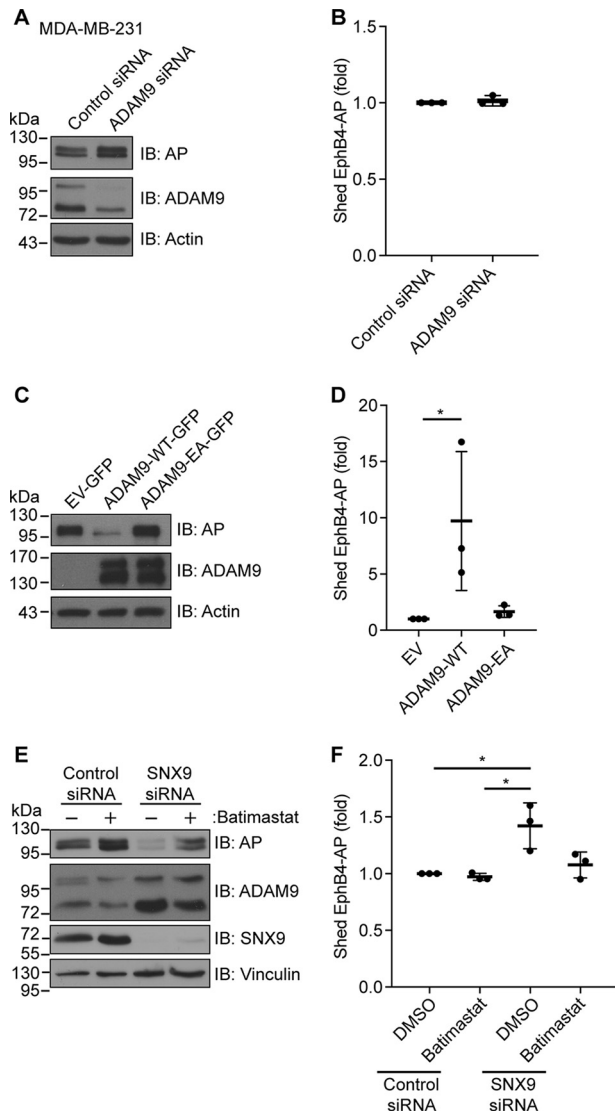 A
MDA-MB-231
Control siRNA
ADAM9 siRNA
kDa
130
95
IB: AP
95
72
IB: ADAM9
43
IB: Actin
B
Shed EphB4-AP (fold)
1.5
1.0
0.5
0.0
Control siRNA
ADAM9 siRNA
C
EV-GFP
ADAM9-WT-GFP
ADAM9-EA-GFP
kDa
130
95
IB: AP
170
130
IB: ADAM9
43
IB: Actin
D
Shed EphB4-AP (fold)
20
15
10
5
0
*
EV
ADAM9-WT
ADAM9-EA
E
Control siRNA
SNX9 siRNA
kDa
– + – + :Batimastat
130
95
IB: AP
95
72
IB: ADAM9
72
55
IB: SNX9
130
95
IB: Vinculin
F
Shed EphB4-AP (fold)
2.0
1.5
1.0
0.5
0.0
*
*
DMSO
Batimastat
DMSO
Batimastat
Control siRNA
SNX9 siRNA